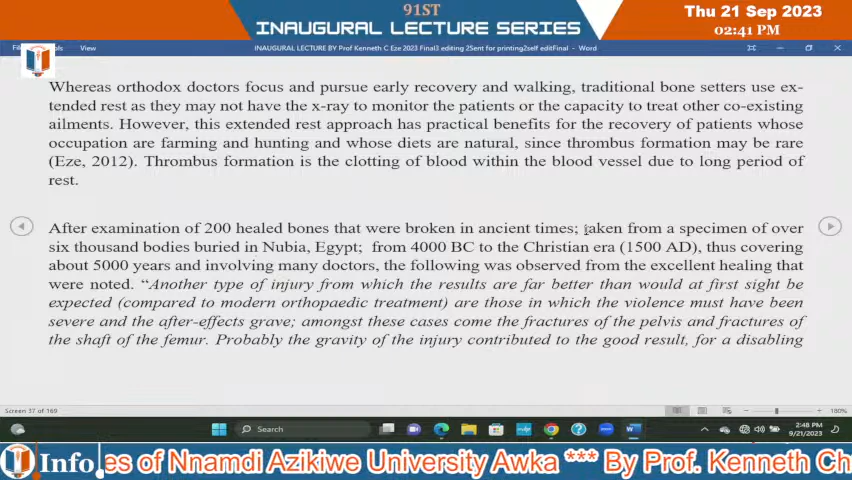 91ST
INAUGURAL LECTURE SERIES
Thu 21 Sep 2023
02:41 PM
View
INAUGURAL LECTURE BY Prof Kenneth C Eze 2023 Final3 editing 2Sent for printing2self editFinal - Word
Whereas orthodox doctors focus and pursue early recovery and walking, traditional bone setters use ex-
tended rest as they may not have the x-ray to monitor the patients or the capacity to treat other co-existing
ailments. However, this extended rest approach has practical benefits for the recovery of patients whose
occupation are farming and hunting and whose diets are natural, since thrombus formation may be rare
(Eze, 2012). Thrombus formation is the clotting of blood within the blood vessel due to long period of
rest.
After examination of 200 healed bones that were broken in ancient times; taken from a specimen of over
six thousand bodies buried in Nubia, Egypt; from 4000 BC to the Christian era (1500 AD), thus covering
about 5000 years and involving many doctors, the following was observed from the excellent healing that
were noted. “Another type of injury from which the results are far better than would at first sight be
expected (compared to modern orthopaedic treatment) are those in which the violence must have been
severe and the after-effects grave; amongst these cases come the fractures of the pelvis and fractures of
the shaft of the femur. Probably the gravity of the injury contributed to the good result, for a disabling
Screen 37 of 169
180%
Search
2:48 PM
9/21/2023
Info
es of Nnamdi Azikiwe University Awka *** By Prof. Kenneth Ch